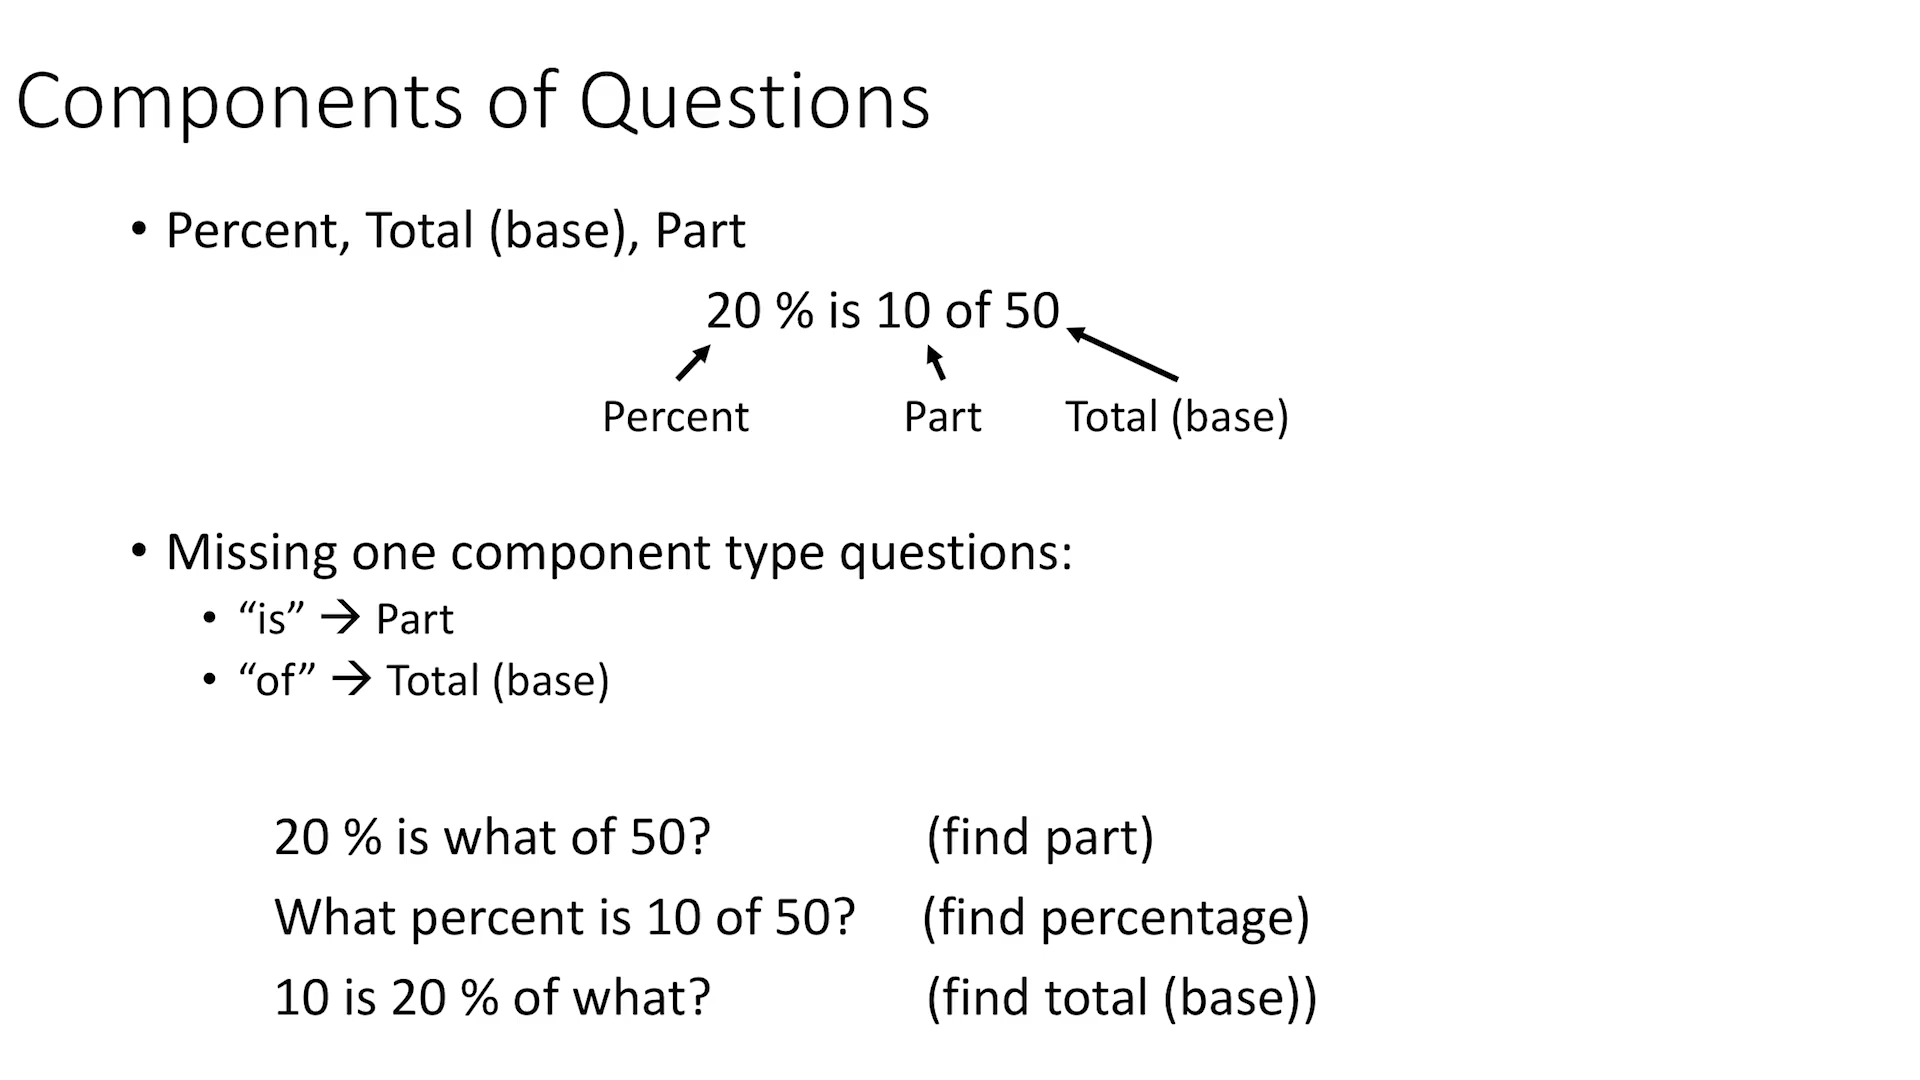 Components of Questions
• Percent, Total (base), Part
20 % is 10 of 50
Percent Part Total (base)
• Missing one component type questions:
• “is” → Part
• “of” → Total (base)
20 % is what of 50? (find part)
What percent is 10 of 50? (find percentage)
10 is 20 % of what? (find total (base))